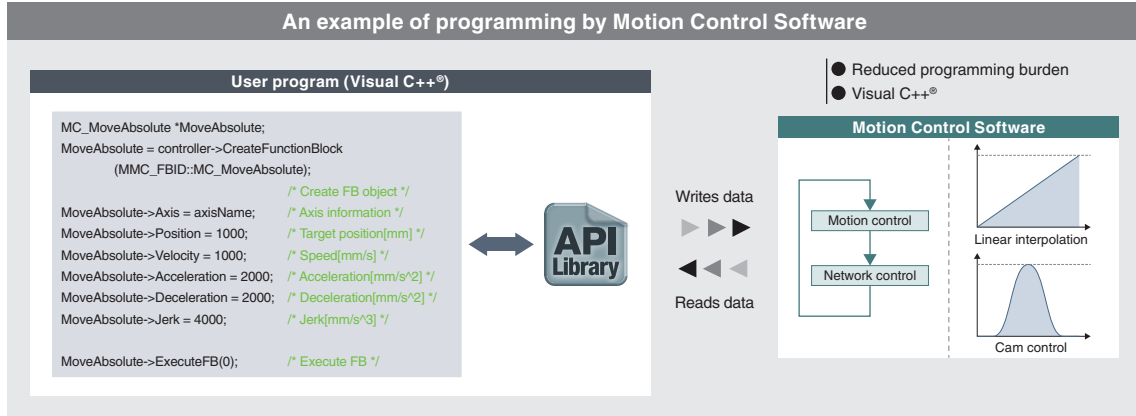 An example of programming by Motion Control Software
User program (Visual C++®)
MC_MoveAbsolute *MoveAbsolute;
MoveAbsolute = controller->CreateFunctionBlock
(MMC_FBID::MC_MoveAbsolute);
/* Create FB object */
MoveAbsolute->Axis = axisName; /* Axis information */
MoveAbsolute->Position = 1000; /* Target position[mm] */
MoveAbsolute->Velocity = 1000; /* Speed[mm/s] */
MoveAbsolute->Acceleration = 2000; /* Acceleration[mm/s^2] */
MoveAbsolute->Deceleration = 2000; /* Deceleration[mm/s^2] */
MoveAbsolute->Jerk = 4000; /* Jerk[mm/s^3] */
MoveAbsolute->ExecuteFB(0); /* Execute FB */
API
Library
Writes data
Reads data
● Reduced programming burden
● Visual C++®
Motion Control Software
Motion control
Network control
Linear interpolation
Cam control